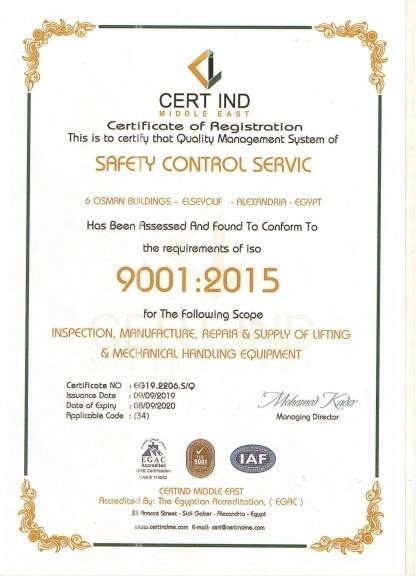 CERT IND
MIDDLE EAST
Certificate of Registration
This is to certify that Quality Management System of
SAFETY CONTROL SERVIC
6 OSMAN BUILDINGS – ELSEYOUF - ALEXANDRIA - EGYPT
Has Been Assessed And Found To Conform To
the requirements of iso
9001:2015
for The Following Scope
INSPECTION, MANUFACTURE, REPAIR & SUPPLY OF LIFTING
& MECHANICAL HANDLING EQUIPMENT
Certificate NO : EG19.2206.S/Q
Issuance Date : 09/09/2019
Date of Expiry : 08/09/2020
Applicable Code : (34)
Mohamed Kadar
Managing Director
EGAC
Accredited
QMS Certification
CAB # 114002
9001
IAF
CERTIND MIDDLE EAST
Accredited By: The Egyptian Accreditation, ( EGAC )
33 Armant Street - Sidi Gaber - Alexandria - Egypt
www.certindme.com E-mail: cert@certindme.com